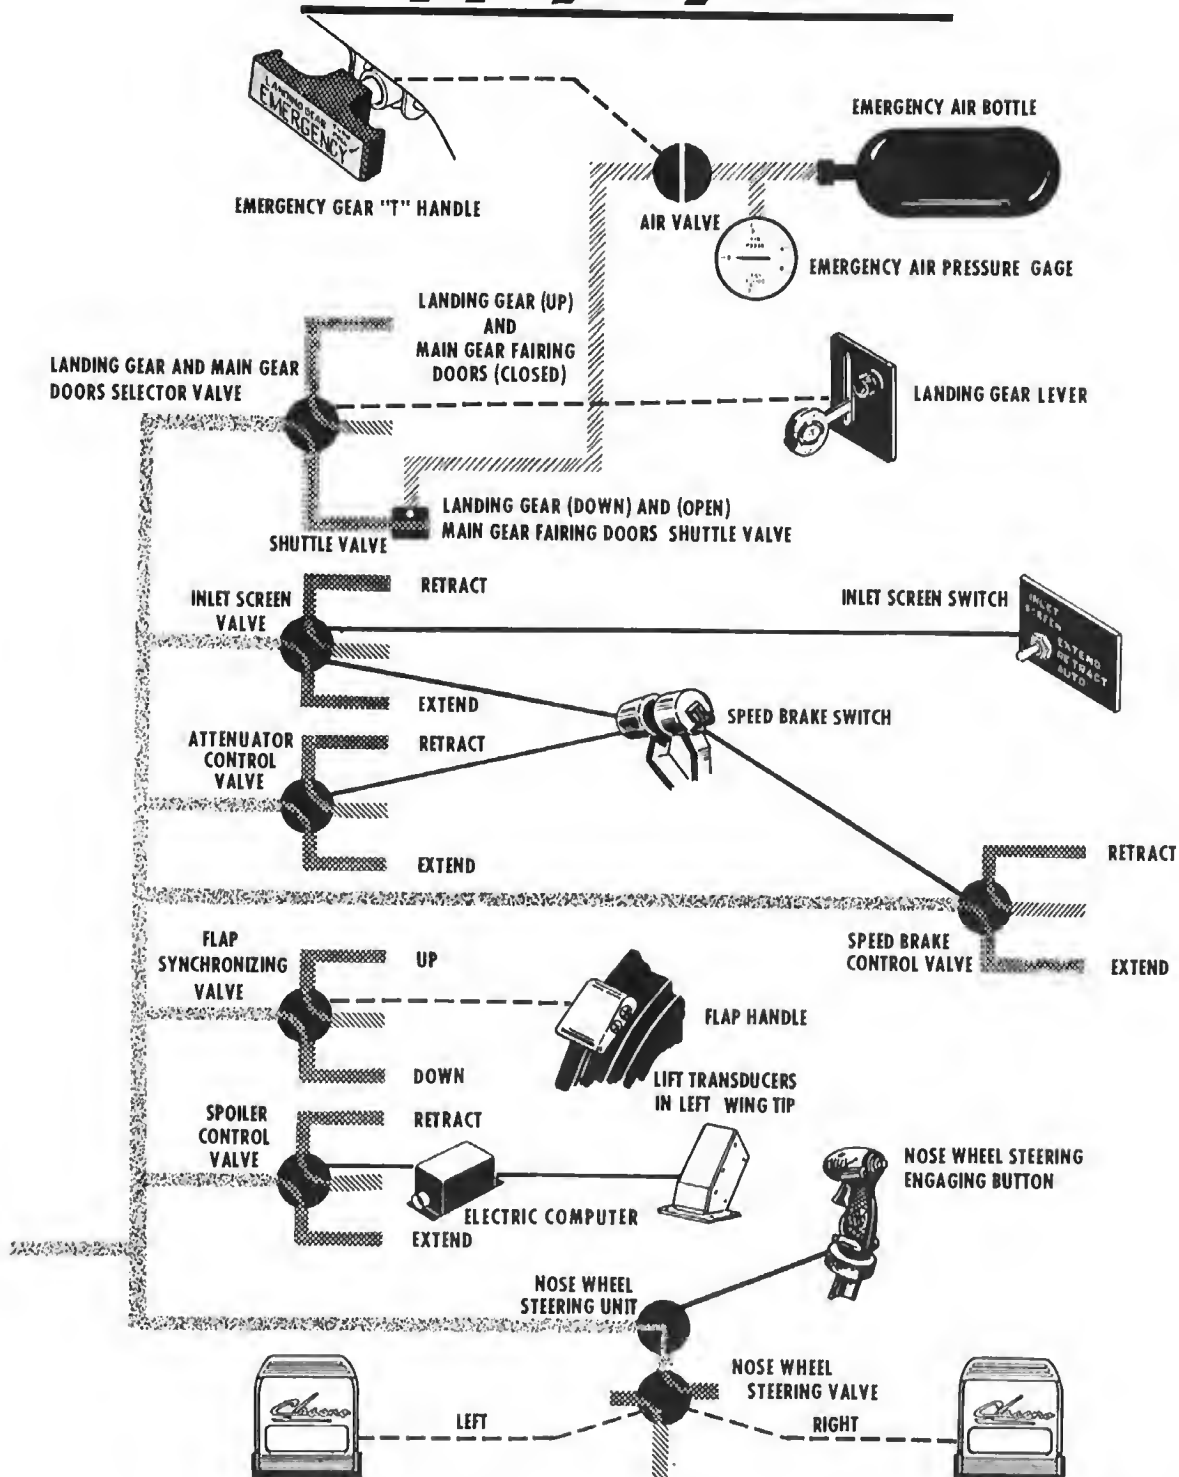 LANDING GEAR
EMERGENCY
EMERGENCY GEAR "T" HANDLE
AIR VALVE
EMERGENCY AIR BOTTLE
EMERGENCY AIR PRESSURE GAGE
LANDING GEAR (UP)
AND
MAIN GEAR FAIRING
DOORS (CLOSED)
LANDING GEAR AND MAIN GEAR
DOORS SELECTOR VALVE
LANDING GEAR LEVER
LANDING GEAR (DOWN) AND (OPEN)
MAIN GEAR FAIRING DOORS SHUTTLE VALVE
SHUTTLE VALVE
INLET SCREEN
VALVE
RETRACT
EXTEND
INLET SCREEN SWITCH
INLET
SCREEN
EXTEND
RETRACT
AUTO
SPEED BRAKE SWITCH
ATTENUATOR
CONTROL
VALVE
RETRACT
EXTEND
RETRACT
SPEED BRAKE
CONTROL VALVE
EXTEND
FLAP
SYNCHRONIZING
VALVE
UP
DOWN
FLAP HANDLE
LIFT TRANSDUCERS
IN LEFT WING TIP
SPOILER
CONTROL
VALVE
RETRACT
EXTEND
ELECTRIC COMPUTER
NOSE WHEEL STEERING
ENGAGING BUTTON
NOSE WHEEL
STEERING UNIT
NOSE WHEEL
STEERING VALVE
LEFT
RIGHT